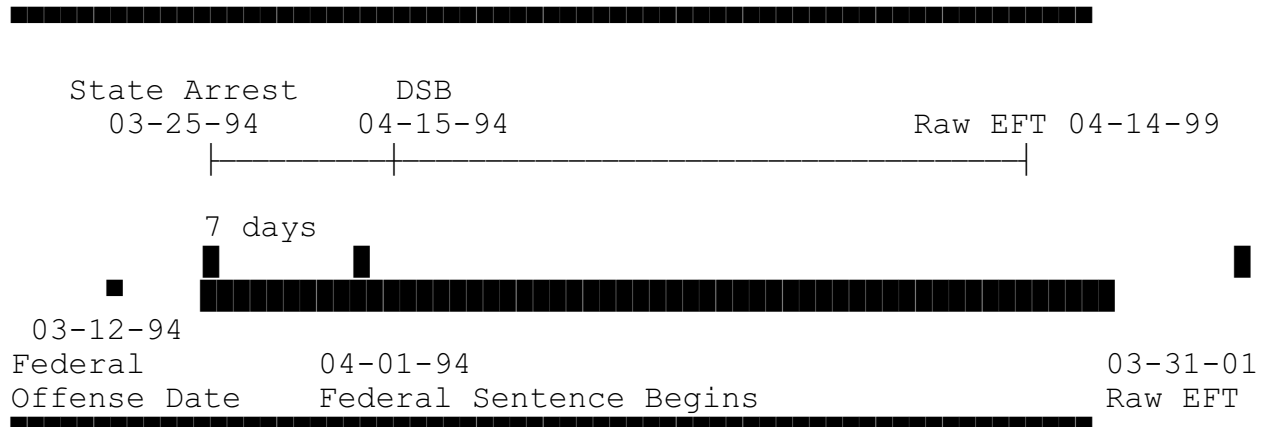 State Arrest DSB
03-25-94 04-15-94 Raw EFT 04-14-99
7 days
03-12-94
Federal 04-01-94 03-31-01
Offense Date Federal Sentence Begins Raw EFT